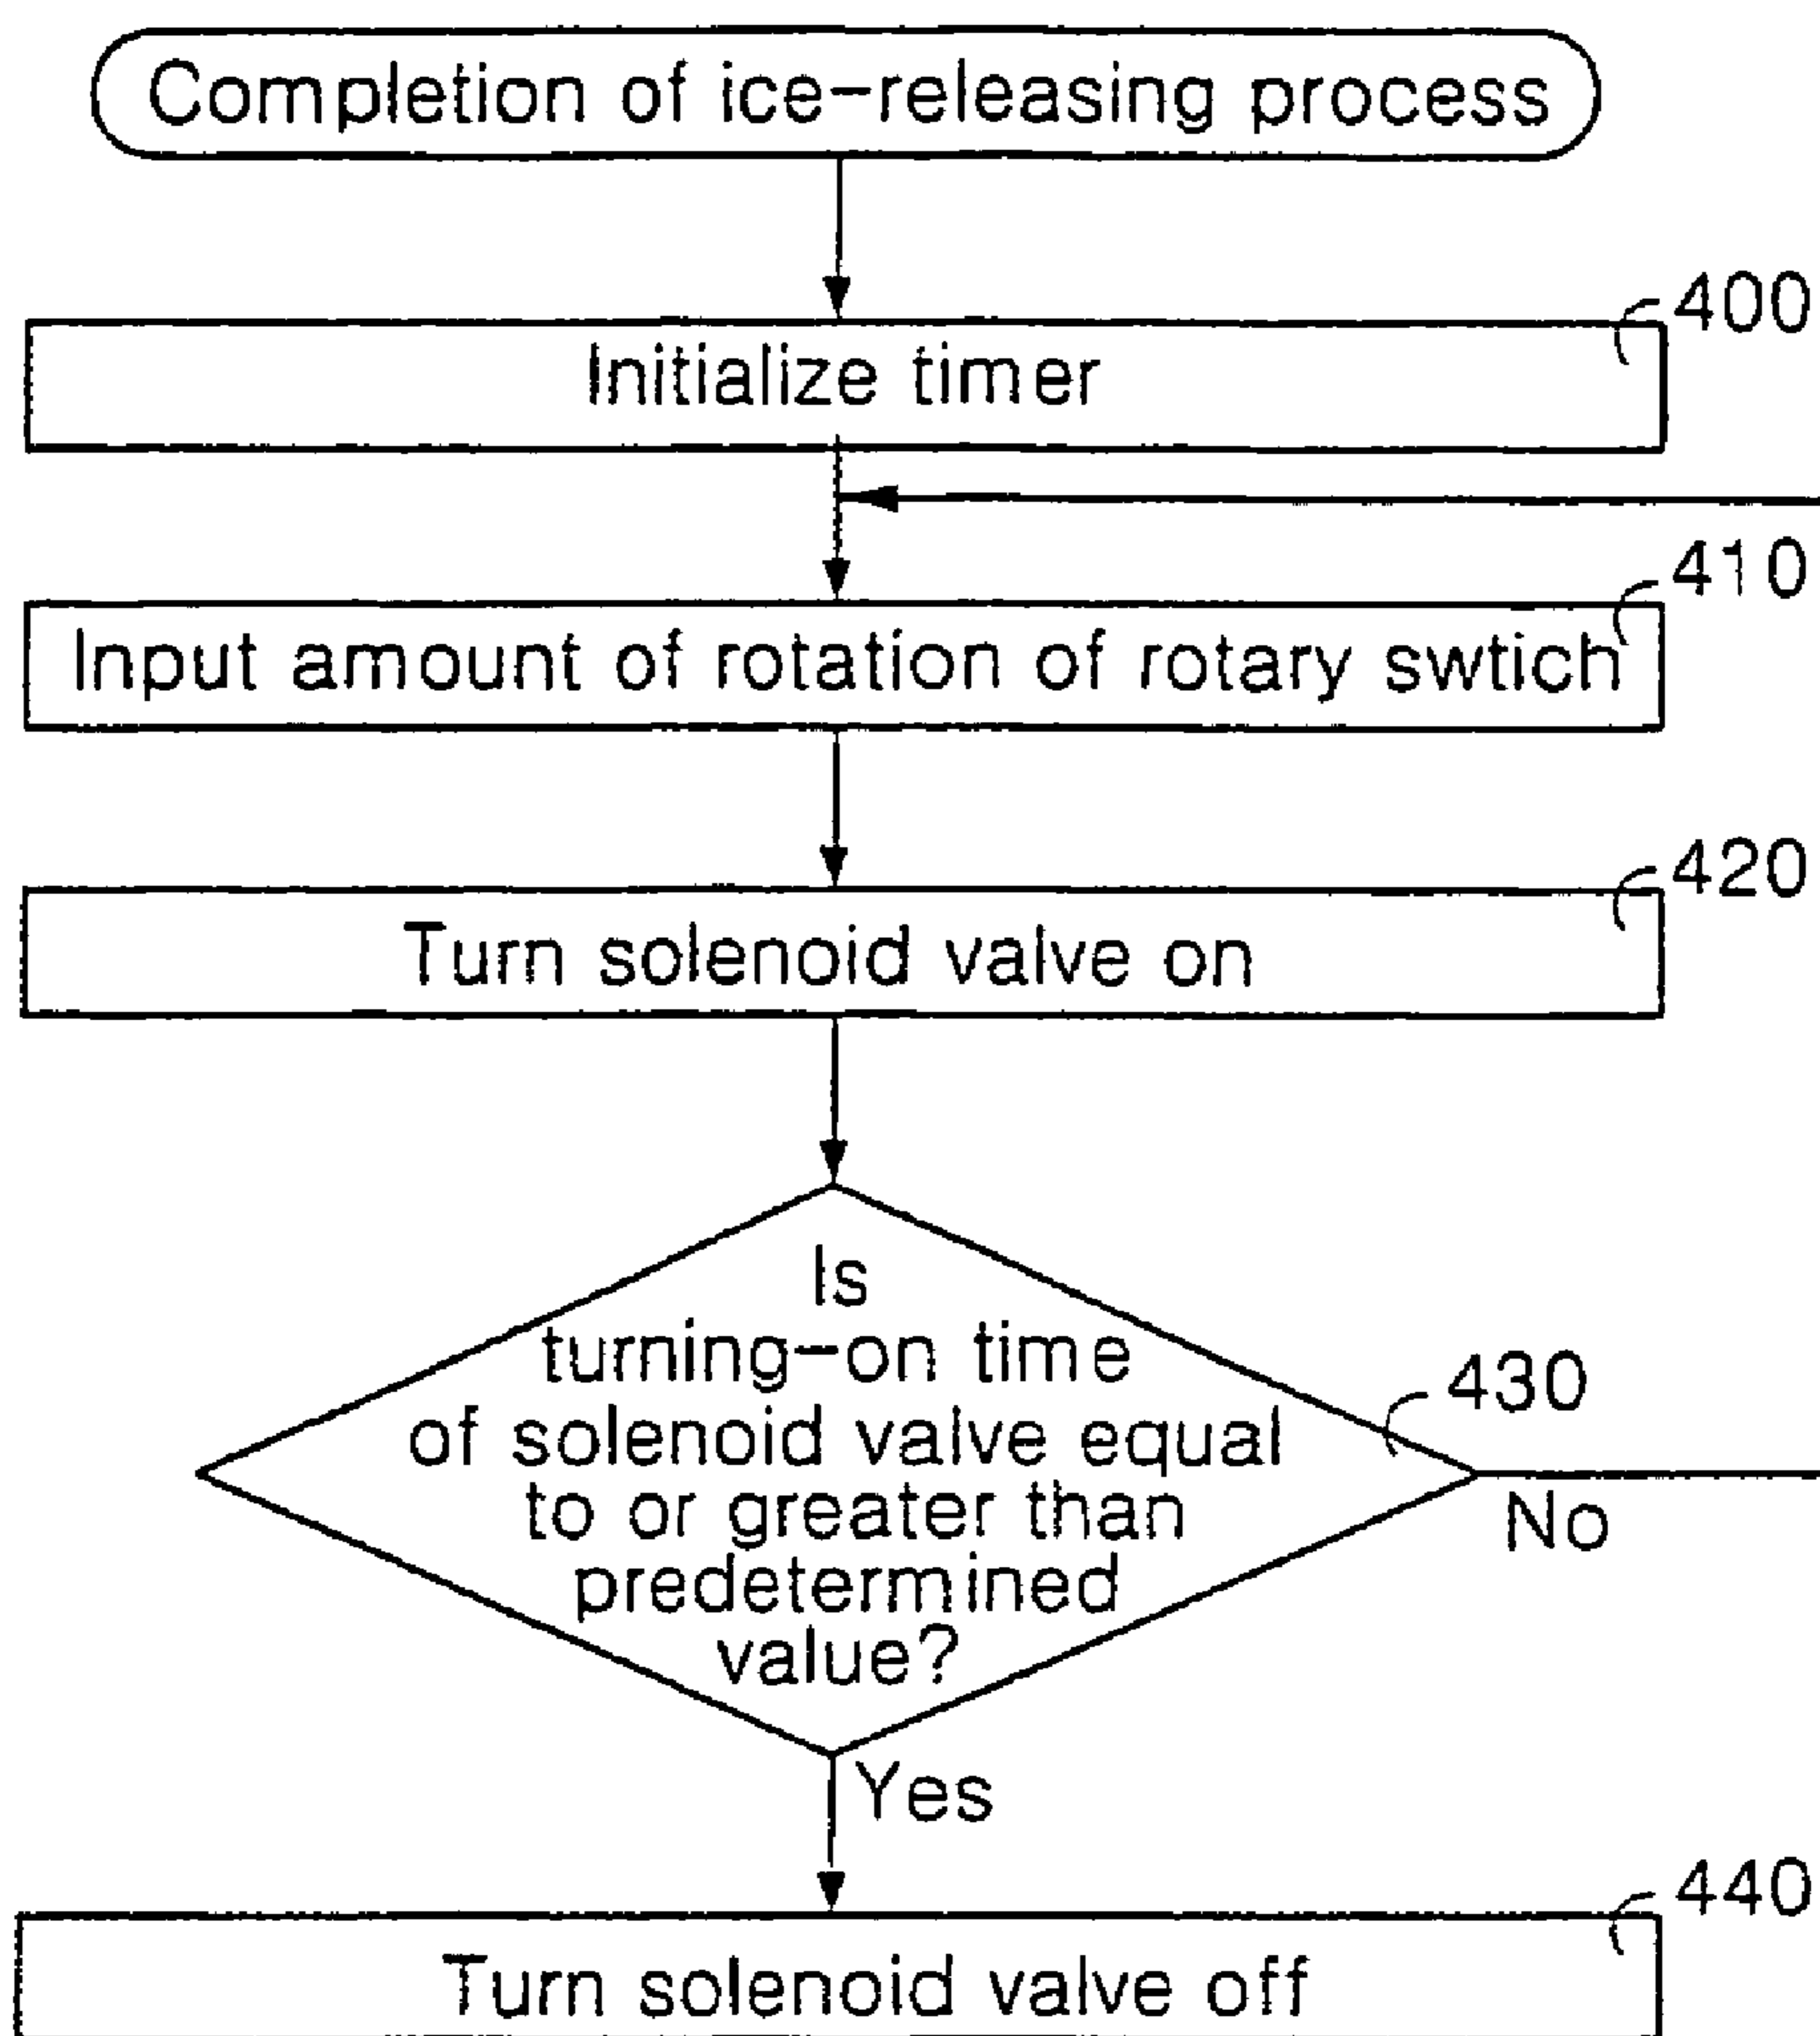 Completion of ice-releasing process
400
Initialize timer
410
Input amount of rotation of rotary swtich
420
Turn solenoid valve on
Is
turning-on time
of solenoid valve equal
to or greater than
predetermined
value?
430
No
Yes
440
Turn solenoid valve off